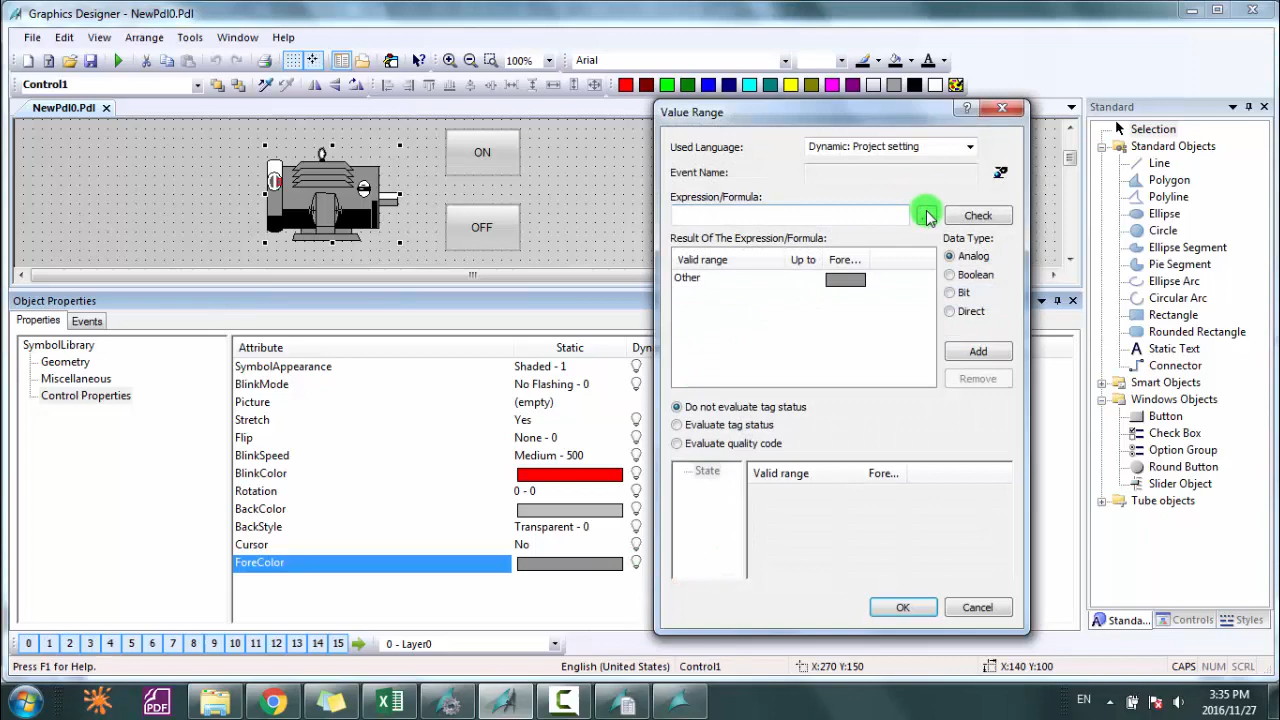 Graphics Designer - NewPdl0.Pdl
File Edit View Arrange Tools Window Help
100% Arial
Control1
NewPdl0.Pdl
ON
OFF
Object Properties
Properties Events
SymbolLibrary
Geometry
Miscellaneous
Control Properties
Attribute Static Dyn
SymbolAppearance Shaded - 1
BlinkMode No Flashing - 0
Picture (empty)
Stretch Yes
Flip None - 0
BlinkSpeed Medium - 500
BlinkColor
Rotation 0 - 0
BackColor
BackStyle Transparent - 0
Cursor No
ForeColor
Value Range
Used Language: Dynamic: Project setting
Event Name:
Expression/Formula:
Check
Result Of The Expression/Formula: Data Type:
Valid range Up to Fore...
Other
Analog
Boolean
Bit
Direct
Add
Remove
Do not evaluate tag status
Evaluate tag status
Evaluate quality code
State Valid range Fore...
OK Cancel
Standard
Selection
Standard Objects
Line
Polygon
Polyline
Ellipse
Circle
Ellipse Segment
Pie Segment
Ellipse Arc
Circular Arc
Rectangle
Rounded Rectangle
Static Text
Connector
Smart Objects
Windows Objects
Button
Check Box
Option Group
Round Button
Slider Object
Tube objects
Standa... Controls Styles
0 1 2 3 4 5 6 7 8 9 10 11 12 13 14 15 0 - Layer0
Press F1 for Help. English (United States) Control1 X:270 Y:150 X:140 Y:100 CAPS NUM SCRL
EN 3:35 PM
2016/11/27